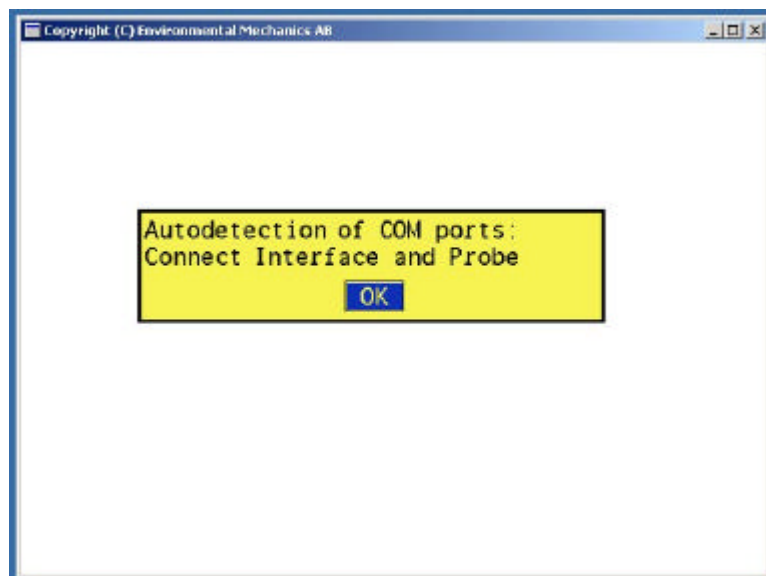 Copyright (C) Environmental Mechanics AB
Autodetection of COM ports:
Connect Interface and Probe
OK